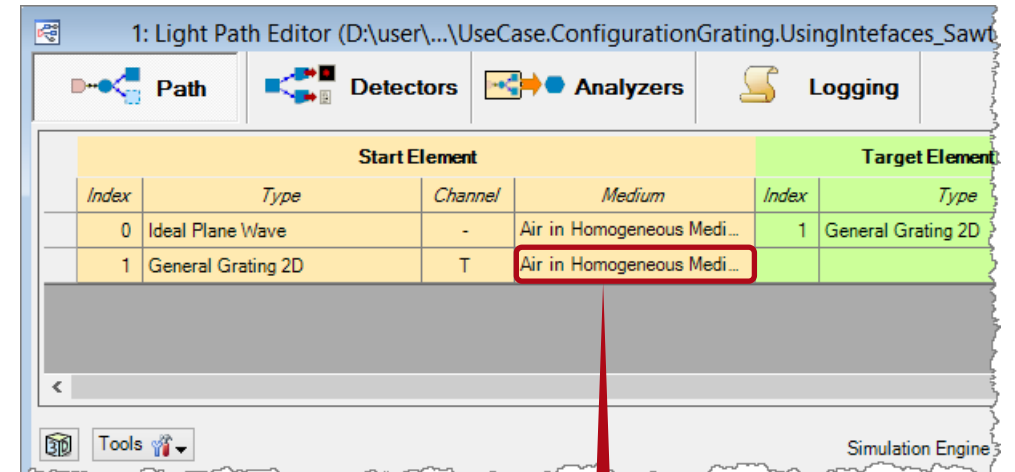 1: Light Path Editor (D:\user\...\UseCase.ConfigurationGrating.UsingIntefaces_Sawt
Path Detectors Analyzers Logging
Start Element Target Element
Index Type Channel Medium Index Type
0 Ideal Plane Wave - Air in Homogeneous Medi... 1 General Grating 2D
1 General Grating 2D T Air in Homogeneous Medi...
3D Tools Simulation Engine